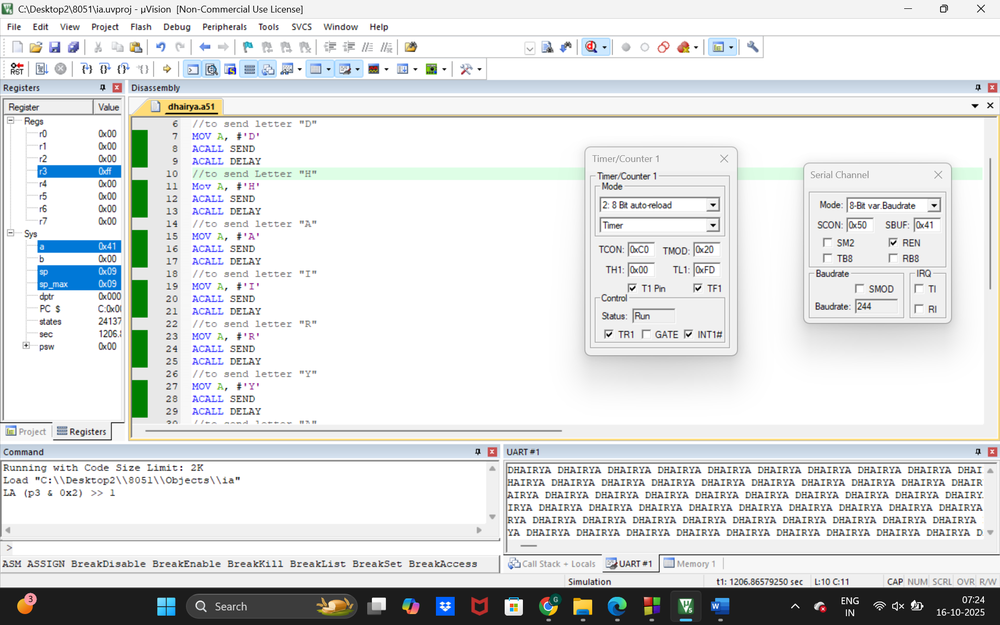 C:\Desktop2\8051\ia.uvproj - µVision  [Non-Commercial Use License]
File Edit View Project Flash Debug Peripherals Tools SVCS Window Help
RST
Registers
Register Value
Regs
r0 0x00
r1 0x00
r2 0x00
r3 0xff
r4 0x00
r5 0x00
r6 0x00
r7 0x00
Sys
a 0x41
b 0x00
sp 0x09
sp_max 0x09
dptr 0x000
PC $ C:0x0
states 24137
sec 1206.
psw 0x00
Project Registers
Disassembly
dhairya.a51
6 //to send letter "D"
7 MOV A, #'D'
8 ACALL SEND
9 ACALL DELAY
10 //to send Letter "H"
11 Mov A, #'H'
12 ACALL SEND
13 ACALL DELAY
14 //to send letter "A"
15 MOV A, #'A'
16 ACALL SEND
17 ACALL DELAY
18 //to send letter "I"
19 MOV A, #'I'
20 ACALL SEND
21 ACALL DELAY
22 //to send letter "R"
23 MOV A, #'R'
24 ACALL SEND
25 ACALL DELAY
26 //to send letter "Y"
27 MOV A, #'Y'
28 ACALL SEND
29 ACALL DELAY
30 //to send letter "A"
Timer/Counter 1
Timer/Counter 1
Mode
2: 8 Bit auto-reload
Timer
TCON: 0xC0 TMOD: 0x20
TH1: 0x00 TL1: 0xFD
T1 Pin TF1
Control
Status: Run
TR1 GATE INT1#
Serial Channel
Mode: 8-Bit var.Baudrate
SCON: 0x50 SBUF: 0x41
SM2 REN
TB8 RB8
Baudrate IRQ
SMOD TI
Baudrate: 244 RI
Command
Running with Code Size Limit: 2K
Load "C:\\Desktop2\\8051\\Objects\\ia"
LA (p3 & 0x2) >> 1
>
ASM ASSIGN BreakDisable BreakEnable BreakKill BreakList BreakSet BreakAccess
UART #1
DHAIRYA DHAIRYA DHAIRYA DHAIRYA DHAIRYA DHAIRYA DHAIRYA DHAIRYA DHAIRYA DHAI
HAIRYA DHAIRYA DHAIRYA DHAIRYA DHAIRYA DHAIRYA DHAIRYA DHAIRYA DHAIRYA DHAIR
AIRYA DHAIRYA DHAIRYA DHAIRYA DHAIRYA DHAIRYA DHAIRYA DHAIRYA DHAIRYA DHAIRY
IRYA DHAIRYA DHAIRYA DHAIRYA DHAIRYA DHAIRYA DHAIRYA DHAIRYA DHAIRYA DHAIRYA
RYA DHAIRYA DHAIRYA DHAIRYA DHAIRYA DHAIRYA DHAIRYA DHAIRYA DHAIRYA DHAIRYA
YA DHAIRYA DHAIRYA DHAIRYA DHAIRYA DHAIRYA DHAIRYA DHAIRYA DHAIRYA DHAIRYA D
Call Stack + Locals UART #1 Memory 1
Simulation t1: 1206.86579250 sec L:10 C:11 CAP NUM SCRL OVR R/W
3
Search
G
ENG
IN
07:24
16-10-2025